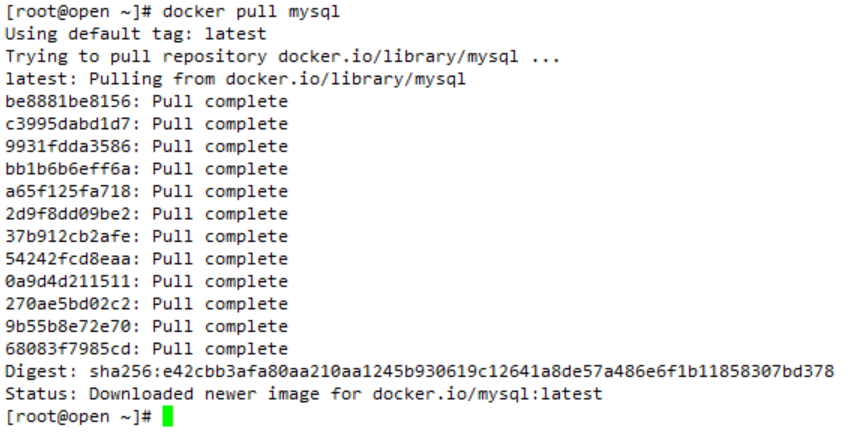 [root@open ~]# docker pull mysql
Using default tag: latest
Trying to pull repository docker.io/library/mysql ...
latest: Pulling from docker.io/library/mysql
be8881be8156: Pull complete
c3995dabd1d7: Pull complete
9931fdda3586: Pull complete
bb1b6b6eff6a: Pull complete
a65f125fa718: Pull complete
2d9f8dd09be2: Pull complete
37b912cb2afe: Pull complete
54242fcd8eaa: Pull complete
0a9d4d211511: Pull complete
270ae5bd02c2: Pull complete
9b55b8e72e70: Pull complete
68083f7985cd: Pull complete
Digest: sha256:e42cbb3afa80aa210aa1245b930619c12641a8de57a486e6f1b11858307bd378
Status: Downloaded newer image for docker.io/mysql:latest
[root@open ~]#